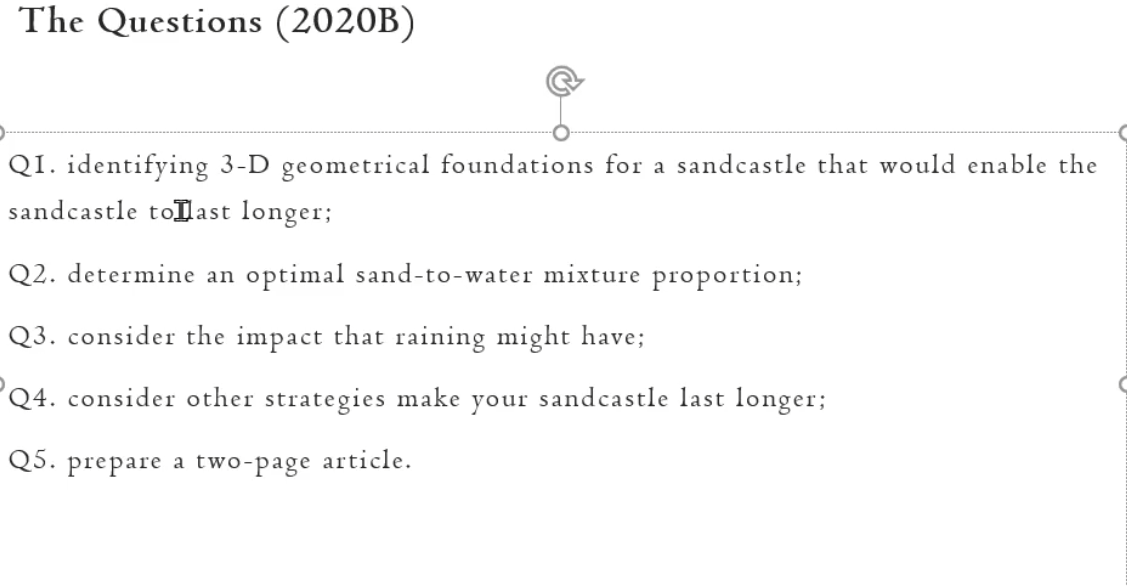 The Questions (2020B)
Q1. identifying 3-D geometrical foundations for a sandcastle that would enable the
sandcastle to last longer;
Q2. determine an optimal sand-to-water mixture proportion;
Q3. consider the impact that raining might have;
Q4. consider other strategies make your sandcastle last longer;
Q5. prepare a two-page article.